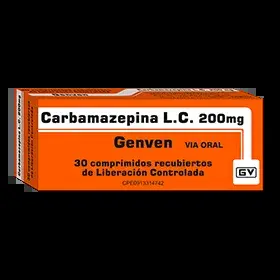 Carbamazepina L.C. 200mg
Genven VIA ORAL
30 comprimidos recubiertos
de Liberación Controlada
GV